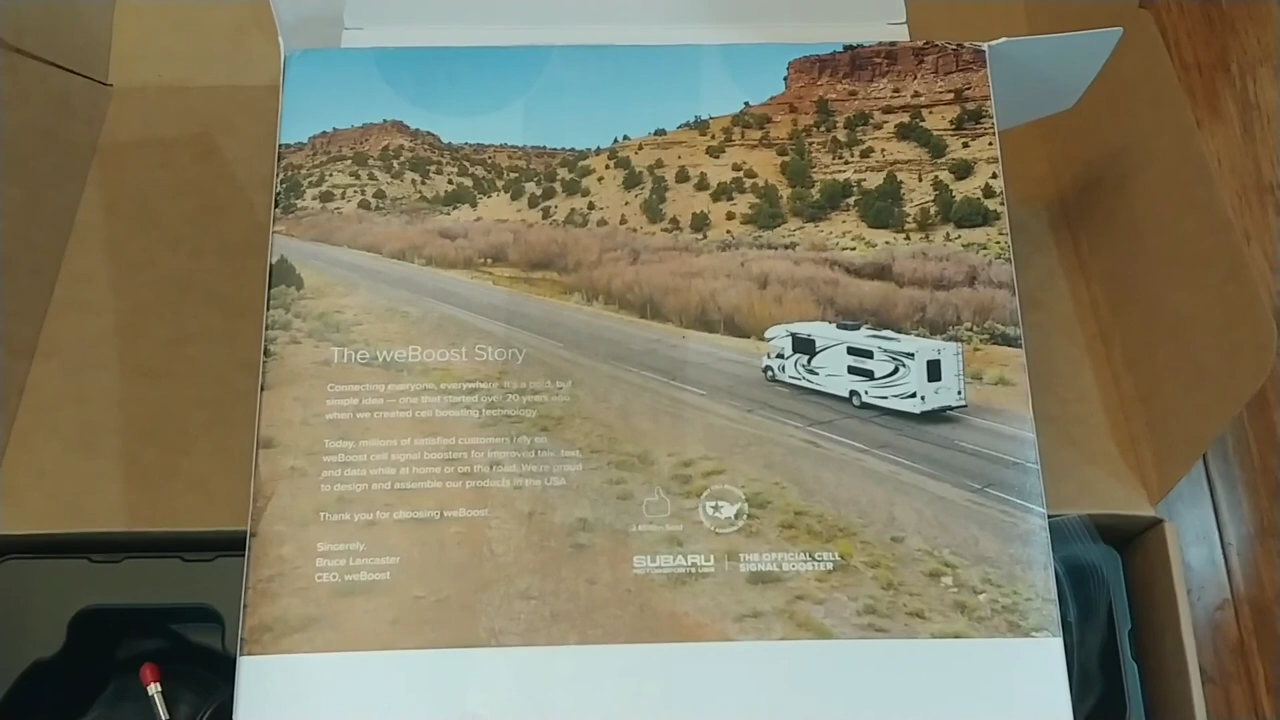 The weBoost Story
Connecting everyone, everywhere. It's a bold, but
simple idea — one that started over 20 years ago
when we created cell boosting technology.
Today, millions of satisfied customers rely on
weBoost cell signal boosters for improved talk, text,
and data while at home or on the road. We're proud
to design and assemble our products in the USA.
Thank you for choosing weBoost.
Sincerely,
Bruce Lancaster
CEO, weBoost
SUBARU
MOTORSPORTS USA
THE OFFICIAL CELL
SIGNAL BOOSTER